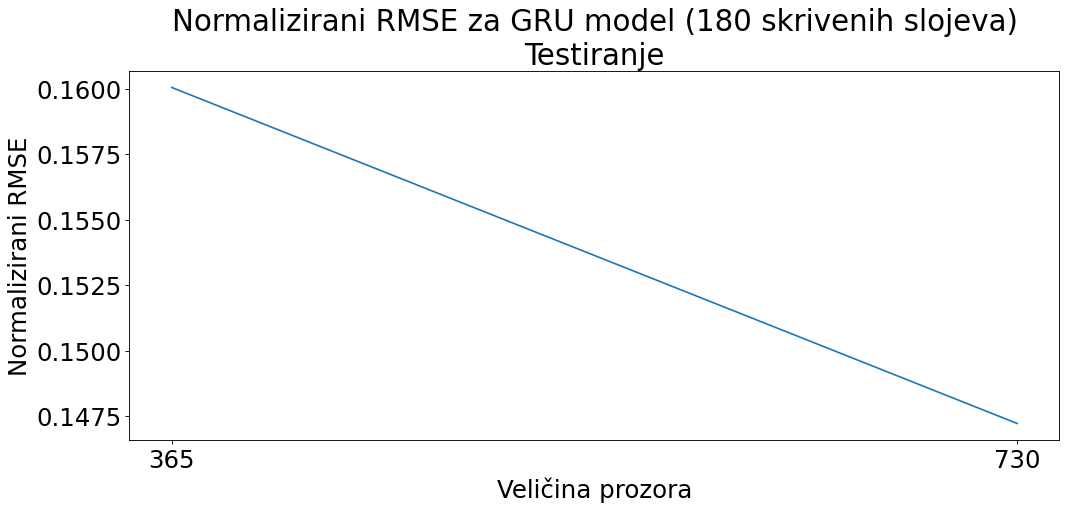 Normalizirani RMSE za GRU model (180 skrivenih slojeva)
Testiranje
Normalizirani RMSE
0.1600
0.1575
0.1550
0.1525
0.1500
0.1475
365
730
Veličina prozora